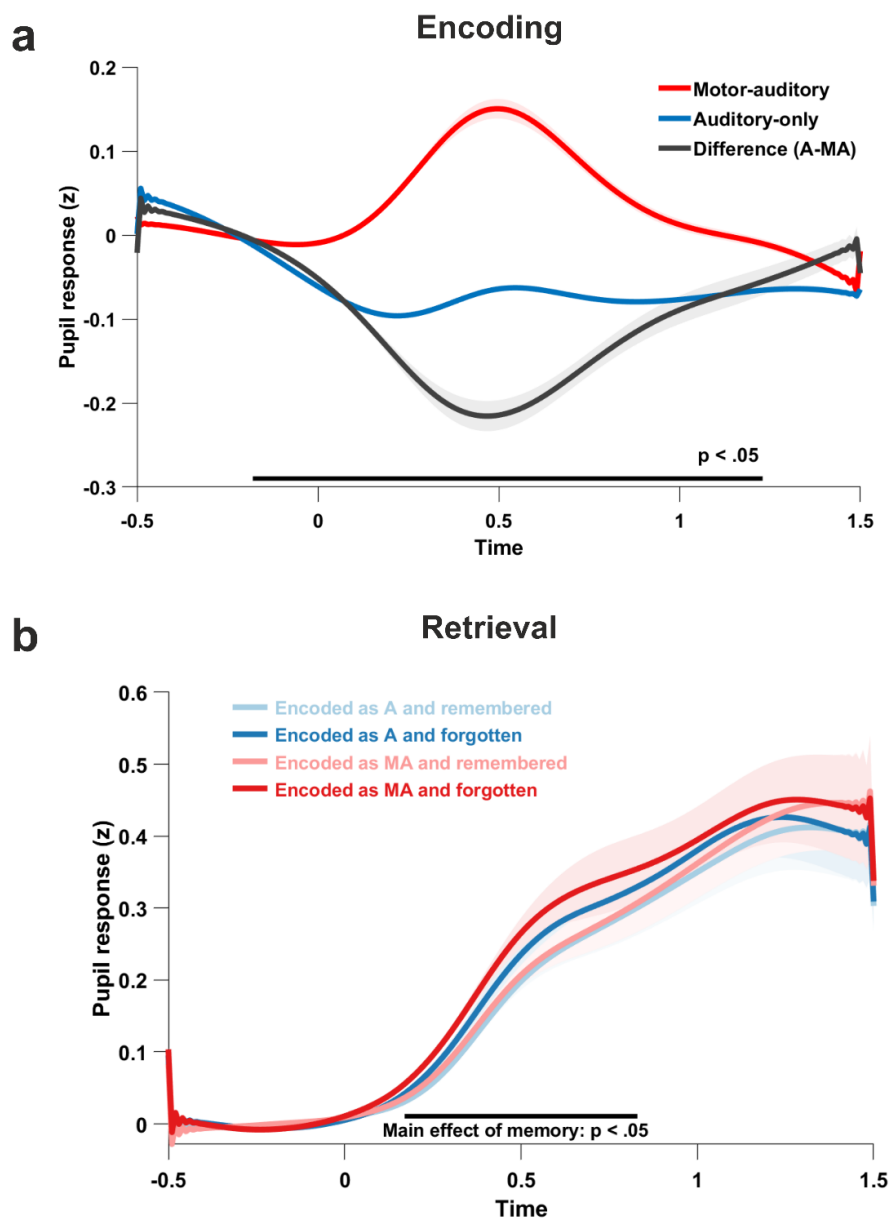 a
Encoding
0.2
0.1
0
-0.1
-0.2
-0.3
Pupil response (z)
Motor-auditory
Auditory-only
Difference (A-MA)
p < .05
-0.5
0
0.5
1
1.5
Time
b
Retrieval
0.6
0.5
0.4
0.3
0.2
0.1
0
Pupil response (z)
Encoded as A and remembered
Encoded as A and forgotten
Encoded as MA and remembered
Encoded as MA and forgotten
Main effect of memory: p < .05
-0.5
0
0.5
1
1.5
Time